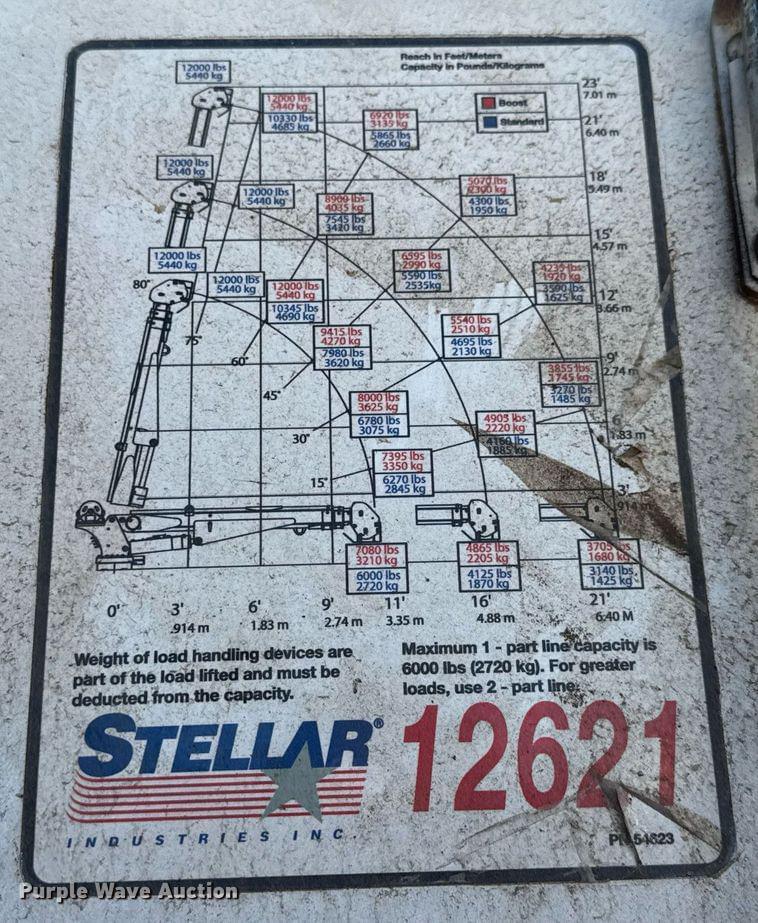 Reach in Feet/Meters
Capacity in Pounds/Kilograms
12000 lbs
5440 kg
23'
7.01 m
12000 lbs
5440 kg
10330 lbs
4685 kg
6920 lbs
3135 kg
5865 lbs
2660 kg
Boost
Standard
21'
6.40 m
12000 lbs
5440 kg
12000 lbs
5440 kg
8900 lbs
4035 kg
7545 lbs
3420 kg
5070 lbs
2300 kg
4300 lbs
1950 kg
18'
5.49 m
15'
4.57 m
12000 lbs
5440 kg
80°
12000 lbs
5440 kg
12000 lbs
5440 kg
10345 lbs
4690 kg
6595 lbs
2990 kg
5590 lbs
2535kg
4235 lbs
1920 kg
3590 lbs
1625 kg
12'
3.66 m
75°
60°
9415 lbs
4270 kg
7980 lbs
3620 kg
5540 lbs
2510 kg
4695 lbs
2130 kg
9'
2.74 m
3855 lbs
1745 kg
3270 lbs
1485 kg
45°
30°
8000 lbs
3625 kg
6780 lbs
3075 kg
4903 lbs
2220 kg
4160 lbs
1885 kg
1.83 m
15°
7395 lbs
3350 kg
6270 lbs
2845 kg
3'
.914 m
7080 lbs
3210 kg
6000 lbs
2720 kg
4865 lbs
2205 kg
4125 lbs
1870 kg
3705 lbs
1680 kg
3140 lbs
1425 kg
0' 3' 6' 9' 11' 16' 21'
.914 m 1.83 m 2.74 m 3.35 m 4.88 m 6.40 M
Weight of load handling devices are
part of the load lifted and must be
deducted from the capacity.
Maximum 1 - part line capacity is
6000 lbs (2720 kg). For greater
loads, use 2 - part line.
STELLAR®
INDUSTRIES INC.
12621
54623
Purple Wave Auction